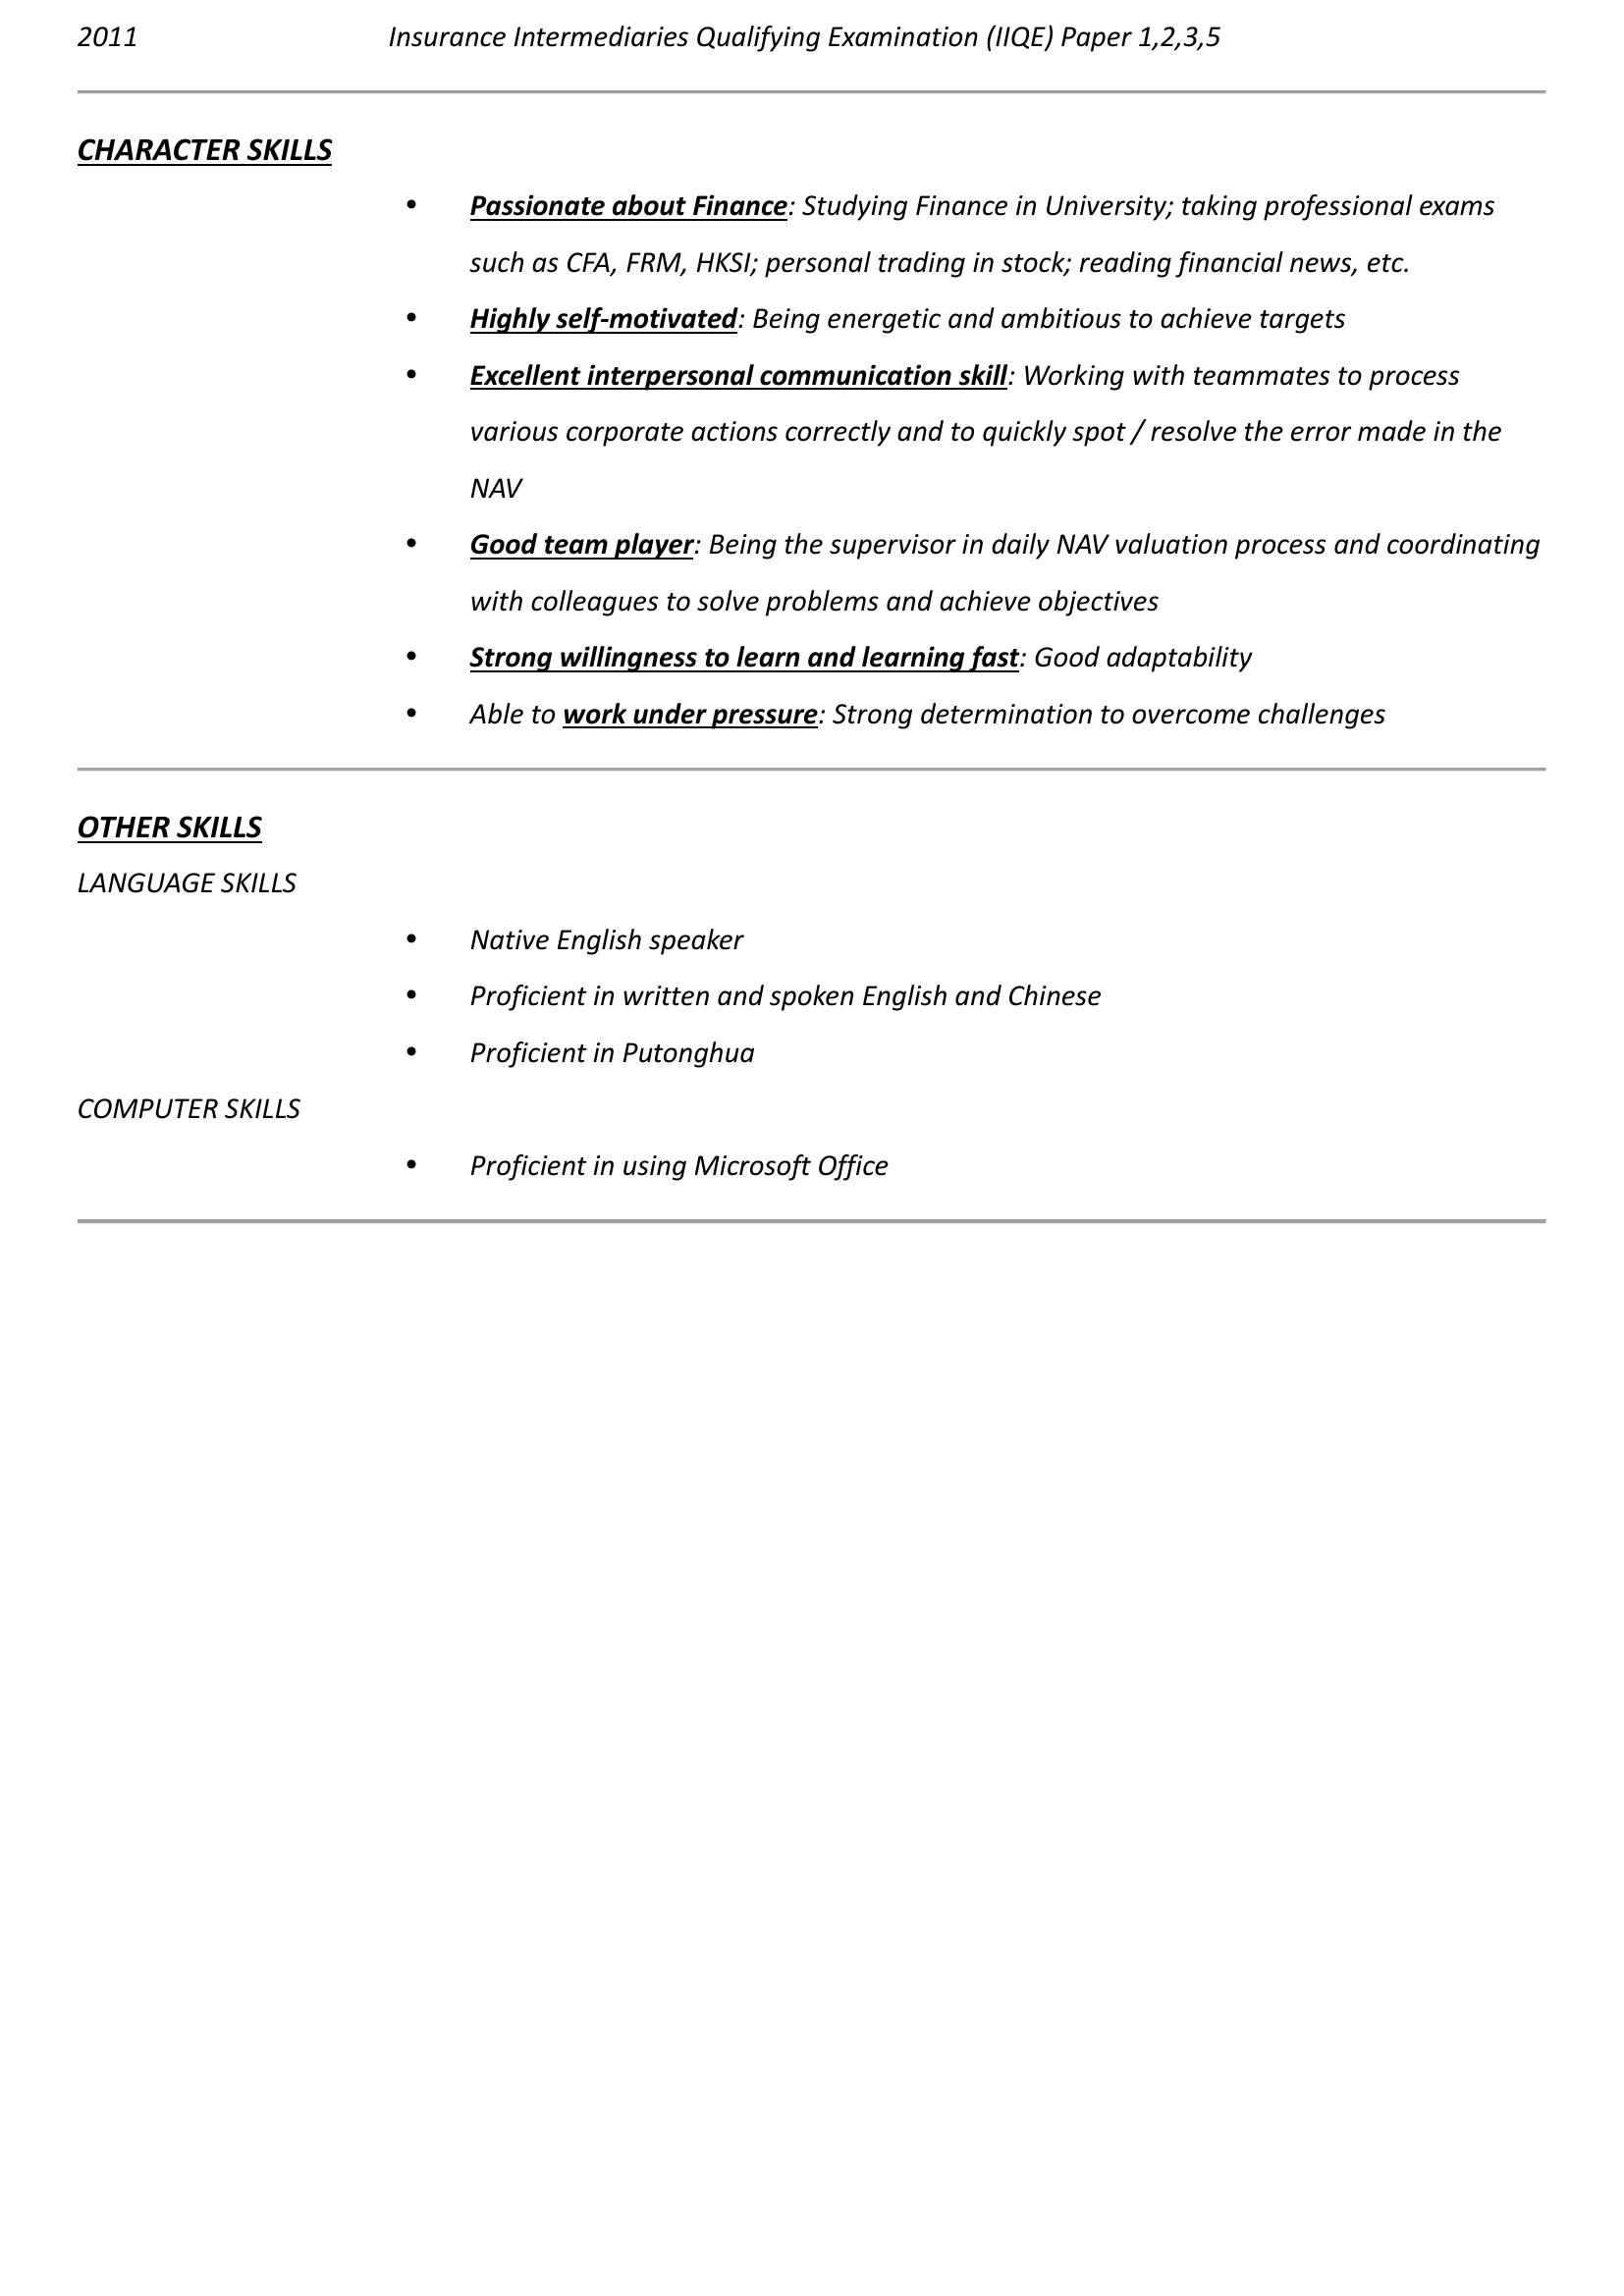 2011 Insurance Intermediaries Qualifying Examination (IIQE) Paper 1,2,3,5
CHARACTER SKILLS
• Passionate about Finance: Studying Finance in University; taking professional exams
such as CFA, FRM, HKSI; personal trading in stock; reading financial news, etc.
• Highly self-motivated: Being energetic and ambitious to achieve targets
• Excellent interpersonal communication skill: Working with teammates to process
various corporate actions correctly and to quickly spot / resolve the error made in the
NAV
• Good team player: Being the supervisor in daily NAV valuation process and coordinating
with colleagues to solve problems and achieve objectives
• Strong willingness to learn and learning fast: Good adaptability
• Able to work under pressure: Strong determination to overcome challenges
OTHER SKILLS
LANGUAGE SKILLS
• Native English speaker
• Proficient in written and spoken English and Chinese
• Proficient in Putonghua
COMPUTER SKILLS
• Proficient in using Microsoft Office